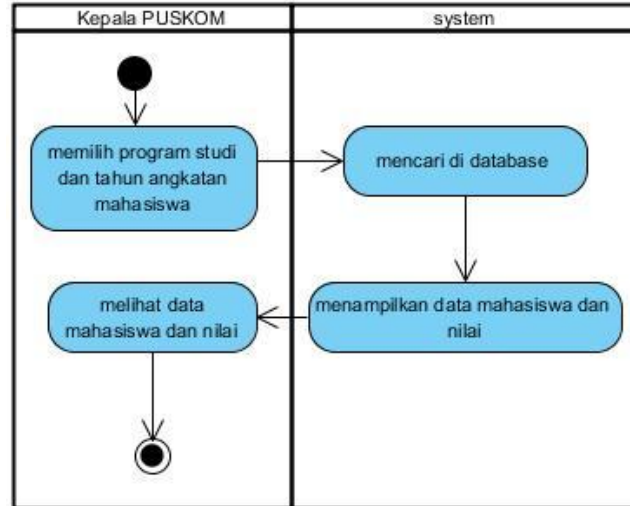 Kepala PUSKOM
system
memilih program studi
dan tahun angkatan
mahasiswa
mencari di database
melihat data
mahasiswa dan nilai
menampilkan data mahasiswa dan
nilai